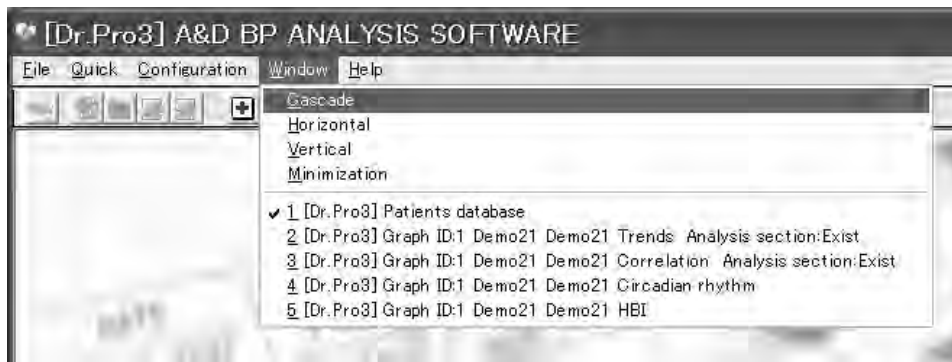 [Dr.Pro3] A&D BP ANALYSIS SOFTWARE
File Quick Configuration Window Help
Cascade
Horizontal
Vertical
Minimization
✓ 1 [Dr.Pro3] Patients database
2 [Dr.Pro3] Graph ID:1 Demo21 Demo21 Trends Analysis section:Exist
3 [Dr.Pro3] Graph ID:1 Demo21 Demo21 Correlation Analysis section:Exist
4 [Dr.Pro3] Graph ID:1 Demo21 Demo21 Circadian rhythm
5 [Dr.Pro3] Graph ID:1 Demo21 Demo21 HBI